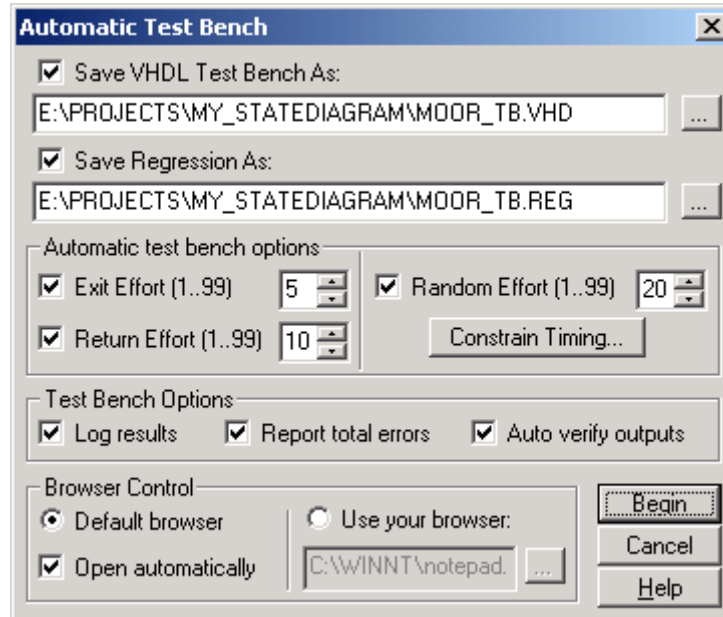 Automatic Test Bench
Save VHDL Test Bench As:
E:\PROJECTS\MY_STATEDIAGRAM\MOOR_TB.VHD
...
Save Regression As:
E:\PROJECTS\MY_STATEDIAGRAM\MOOR_TB.REG
...
Automatic test bench options
Exit Effort (1..99) 5
Random Effort (1..99) 20
Return Effort (1..99) 10
Constrain Timing...
Test Bench Options
Log results Report total errors Auto verify outputs
Browser Control
Default browser
Use your browser:
Open automatically
C:\WINNT\notepad.
...
Begin
Cancel
Help